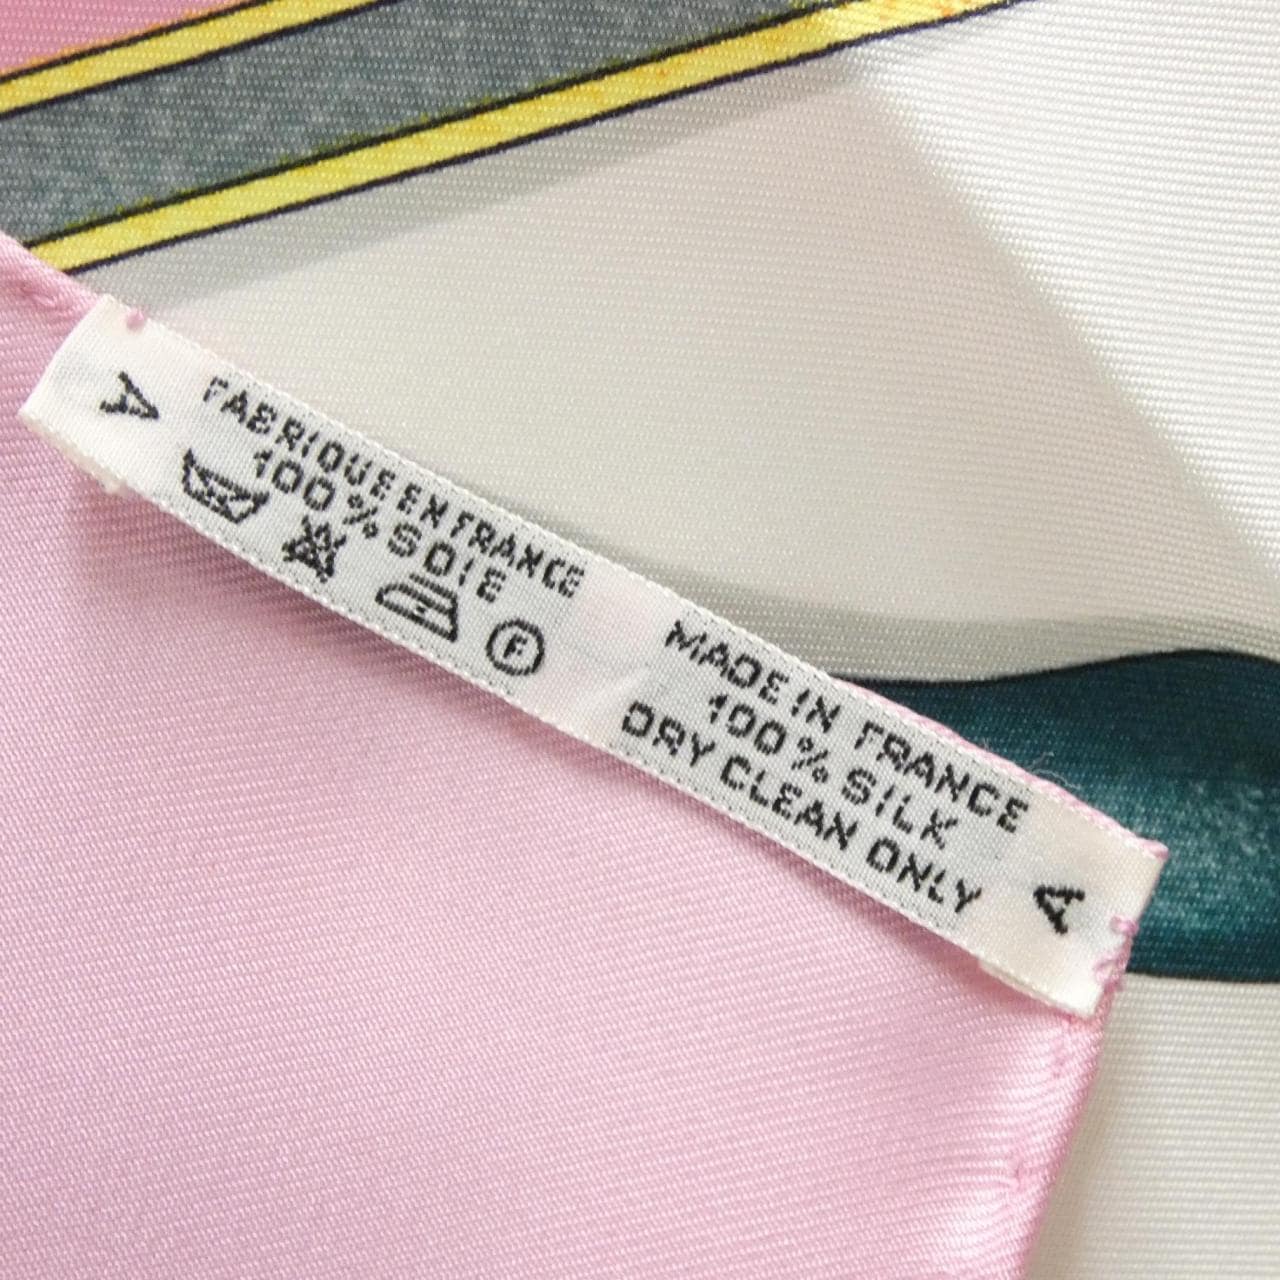 A
FABRIQUE EN FRANCE
100% SOIE
F
MADE IN FRANCE
100% SILK
DRY CLEAN ONLY
A